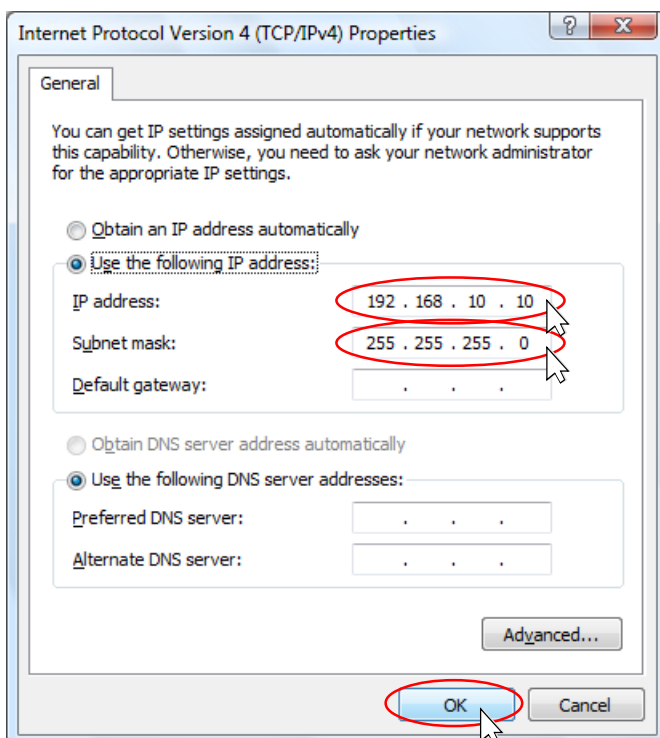 Internet Protocol Version 4 (TCP/IPv4) Properties
General
You can get IP settings assigned automatically if your network supports
this capability. Otherwise, you need to ask your network administrator
for the appropriate IP settings.
Obtain an IP address automatically
Use the following IP address:
IP address: 192 . 168 . 10 . 10
Subnet mask: 255 . 255 . 255 . 0
Default gateway: . . .
Obtain DNS server address automatically
Use the following DNS server addresses:
Preferred DNS server: . . .
Alternate DNS server: . . .
Advanced...
OK Cancel